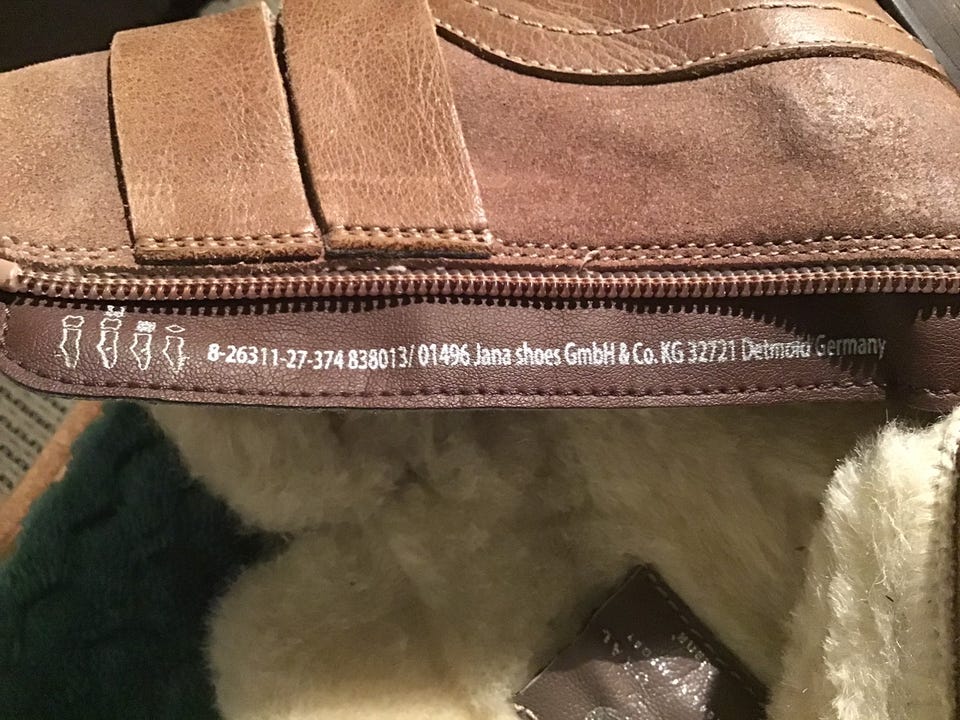 8-26311-27-374 838013/ 01496 Jana shoes GmbH & Co. KG 32721 Detmold Germany